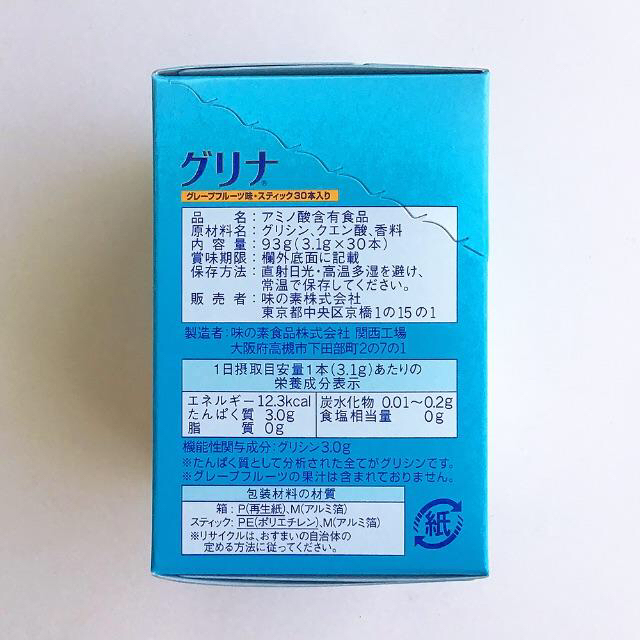 グリナ®
グレープフルーツ味・スティック30本入り
品名：アミノ酸含有食品
原材料名：グリシン、クエン酸、香料
内容量：93g(3.1g×30本)
賞味期限：欄外底面に記載
保存方法：直射日光・高温多湿を避け、
常温で保存してください。
販売者：味の素株式会社
東京都中央区京橋1の15の1
製造者：味の素食品株式会社 関西工場
大阪府高槻市下田部町2の7の1
1日摂取目安量1本(3.1g)あたりの
栄養成分表示
エネルギー 12.3kcal 炭水化物 0.01〜0.2g
たんぱく質 3.0g 食塩相当量 0g
脂質 0g
機能性関与成分：グリシン3.0g
※たんぱく質として分析された全てがグリシンです。
※グレープフルーツの果汁は含まれておりません。
包装材料の材質
箱：P(再生紙)、M(アルミ箔)
スティック：PE(ポリエチレン)、M(アルミ箔)
※リサイクルは、おすまいの自治体の
定める方法に従ってください。
紙